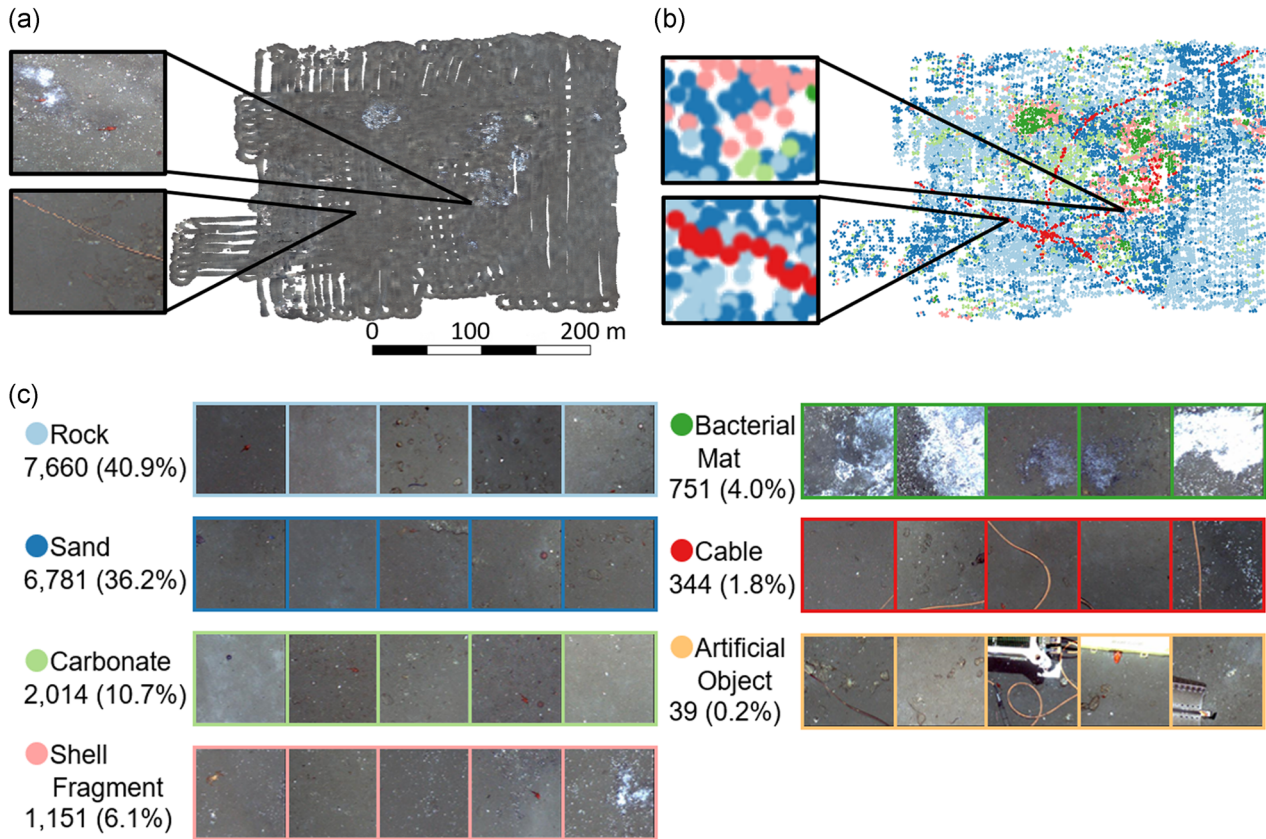 (a)
(b)
0 100 200 m
(c)
Rock
7,660 (40.9%)
Sand
6,781 (36.2%)
Carbonate
2,014 (10.7%)
Shell
Fragment
1,151 (6.1%)
Bacterial
Mat
751 (4.0%)
Cable
344 (1.8%)
Artificial
Object
39 (0.2%)